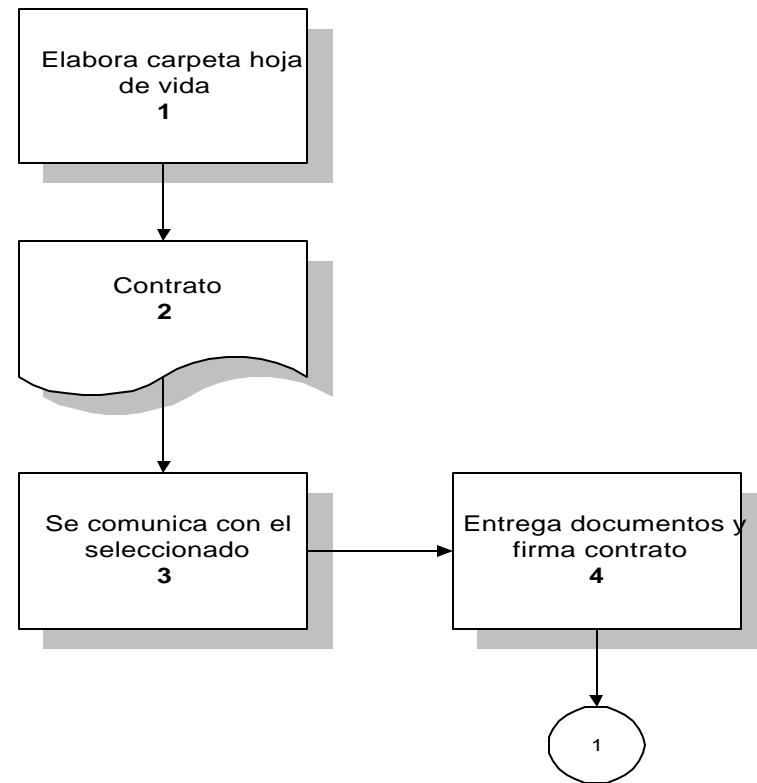 Elabora carpeta hoja
de vida
1
Contrato
2
Se comunica con el
seleccionado
3
Entrega documentos y
firma contrato
4
1